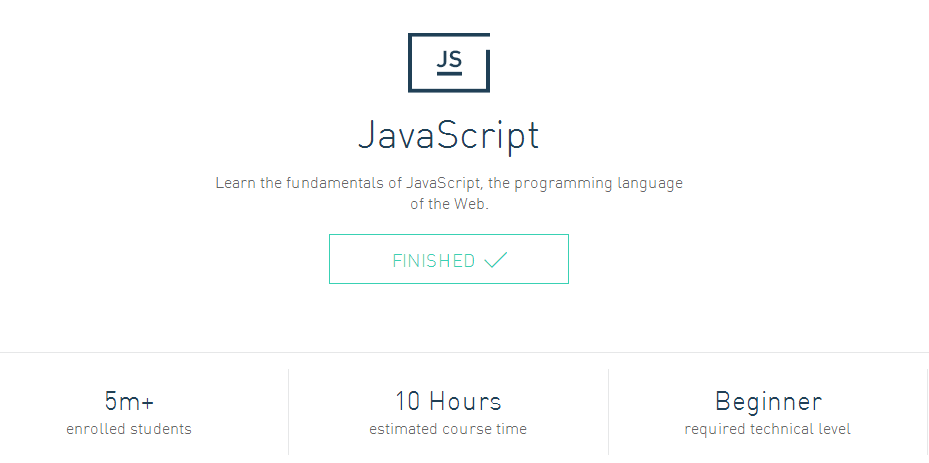 JS
JavaScript
Learn the fundamentals of JavaScript, the programming language
of the Web.
FINISHED
5m+
enrolled students
10 Hours
estimated course time
Beginner
required technical level